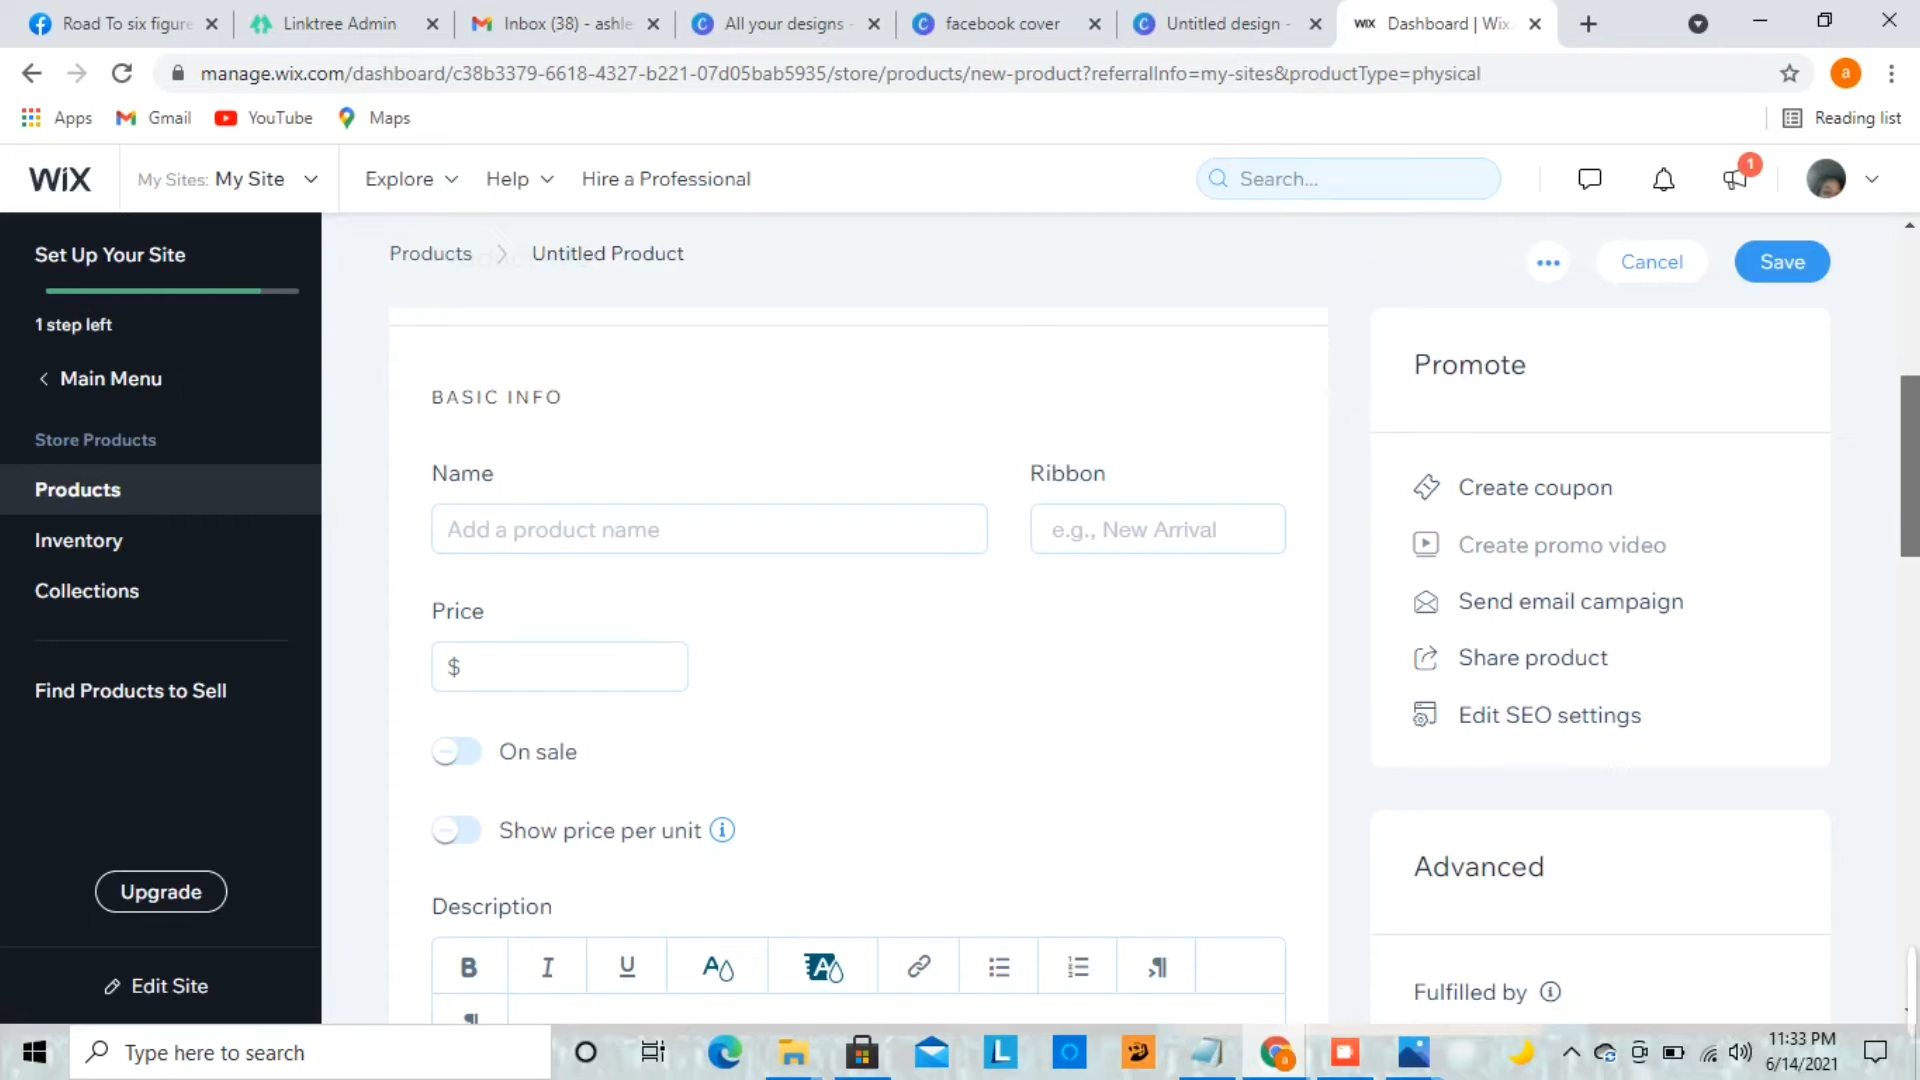 Road To six figure
Linktree Admin
Inbox (38) - ashle
All your designs -
facebook cover
Untitled design -
WIX Dashboard | Wix
manage.wix.com/dashboard/c38b3379-6618-4327-b221-07d05bab5935/store/products/new-product?referralInfo=my-sites&productType=physical
a
Apps
Gmail
YouTube
Maps
Reading list
WiX
My Sites: My Site
Explore
Help
Hire a Professional
Search...
1
Set Up Your Site
1 step left
Main Menu
Store Products
Products
Inventory
Collections
Find Products to Sell
Upgrade
Edit Site
Products
Untitled Product
Cancel
Save
BASIC INFO
Name
Ribbon
Add a product name
e.g., New Arrival
Price
$
On sale
Show price per unit
Description
B I U A A
Promote
Create coupon
Create promo video
Send email campaign
Share product
Edit SEO settings
Advanced
Fulfilled by
Type here to search
L
a
11:33 PM
6/14/2021